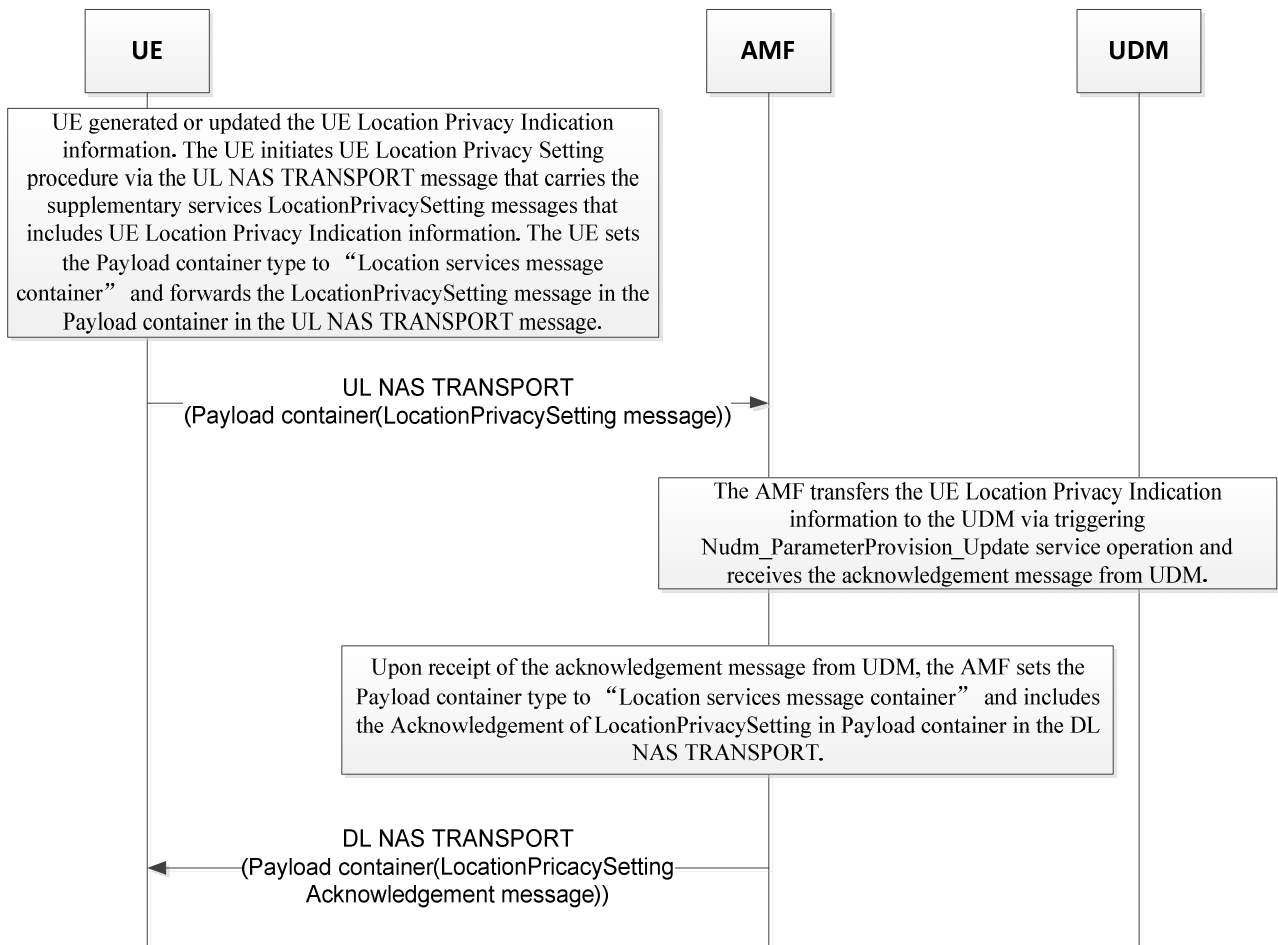 UE
AMF
UDM
UE generated or updated the UE Location Privacy Indication
information. The UE initiates UE Location Privacy Setting
procedure via the UL NAS TRANSPORT message that carries the
supplementary services LocationPrivacySetting messages that
includes UE Location Privacy Indication information. The UE sets
the Payload container type to “Location services message
container” and forwards the LocationPrivacySetting message in the
Payload container in the UL NAS TRANSPORT message.
UL NAS TRANSPORT
(Payload container(LocationPrivacySetting message))
The AMF transfers the UE Location Privacy Indication
information to the UDM via triggering
Nudm_ParameterProvision_Update service operation and
receives the acknowledgement message from UDM.
Upon receipt of the acknowledgement message from UDM, the AMF sets the
Payload container type to “Location services message container” and includes
the Acknowledgement of LocationPrivacySetting in Payload container in the DL
NAS TRANSPORT.
DL NAS TRANSPORT
(Payload container(LocationPricacySetting
Acknowledgement message))